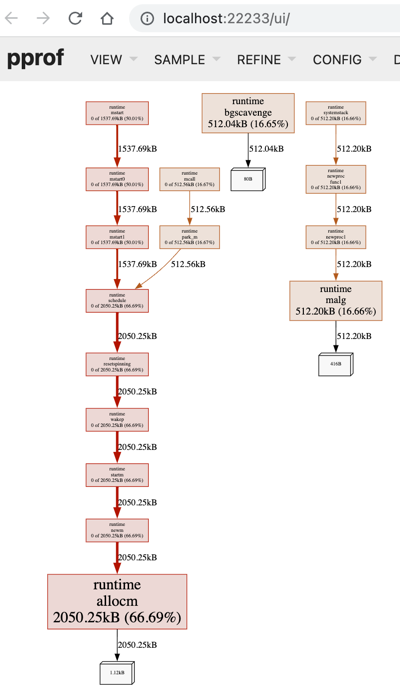 localhost:22233/ui/
pprof
VIEW
SAMPLE
REFINE
CONFIG
D
runtime
mstart
0 of 1537.69kB (50.01%)
runtime
bgscavenge
512.04kB (16.65%)
runtime
systemstack
0 of 512.20kB (16.66%)
1537.69kB
512.04kB
512.20kB
runtime
mstart0
0 of 1537.69kB (50.01%)
runtime
mcall
0 of 512.56kB (16.67%)
80B
runtime
newproc
func1
0 of 512.20kB (16.66%)
1537.69kB
512.56kB
512.20kB
runtime
mstart1
0 of 1537.69kB (50.01%)
runtime
park_m
0 of 512.56kB (16.67%)
runtime
newproc1
0 of 512.20kB (16.66%)
1537.69kB
512.56kB
512.20kB
runtime
schedule
0 of 2050.25kB (66.69%)
runtime
malg
512.20kB (16.66%)
2050.25kB
512.20kB
runtime
resetspinning
0 of 2050.25kB (66.69%)
416B
2050.25kB
runtime
wakep
0 of 2050.25kB (66.69%)
2050.25kB
runtime
startm
0 of 2050.25kB (66.69%)
2050.25kB
runtime
newm
0 of 2050.25kB (66.69%)
2050.25kB
runtime
allocm
2050.25kB (66.69%)
2050.25kB
1.12kB